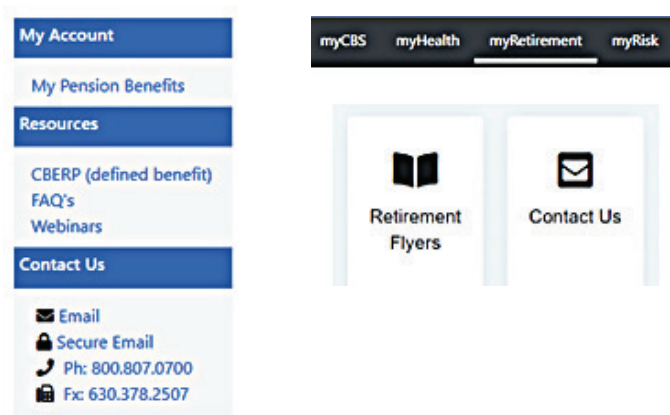 My Account
My Pension Benefits
Resources
CBERP (defined benefit)
FAQ's
Webinars
Contact Us
Email
Secure Email
Ph: 800.807.0700
Fx: 630.378.2507
myCBS myHealth myRetirement myRisk
Retirement
Flyers
Contact Us